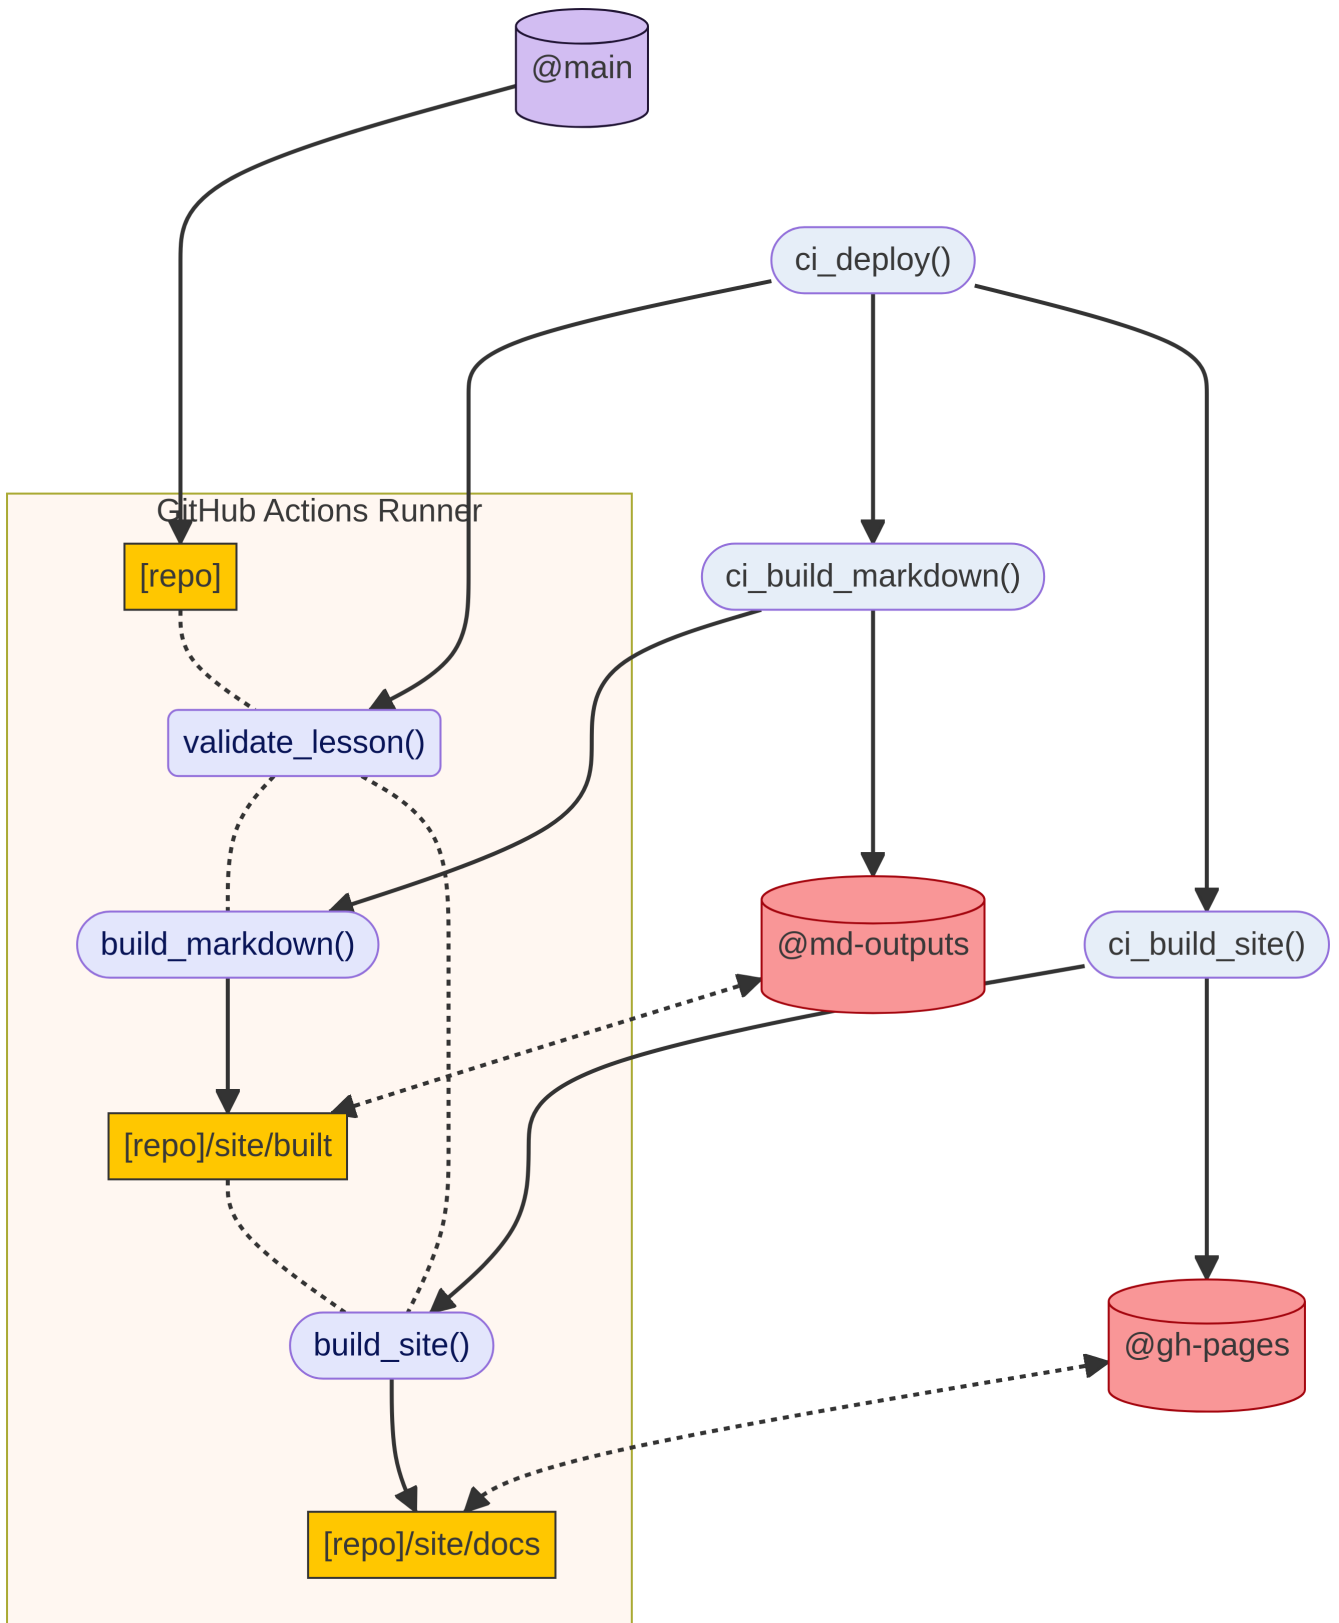 @main
ci_deploy()
GitHub Actions Runner
[repo]
ci_build_markdown()
validate_lesson()
build_markdown()
@md-outputs
ci_build_site()
[repo]/site/built
build_site()
@gh-pages
[repo]/site/docs